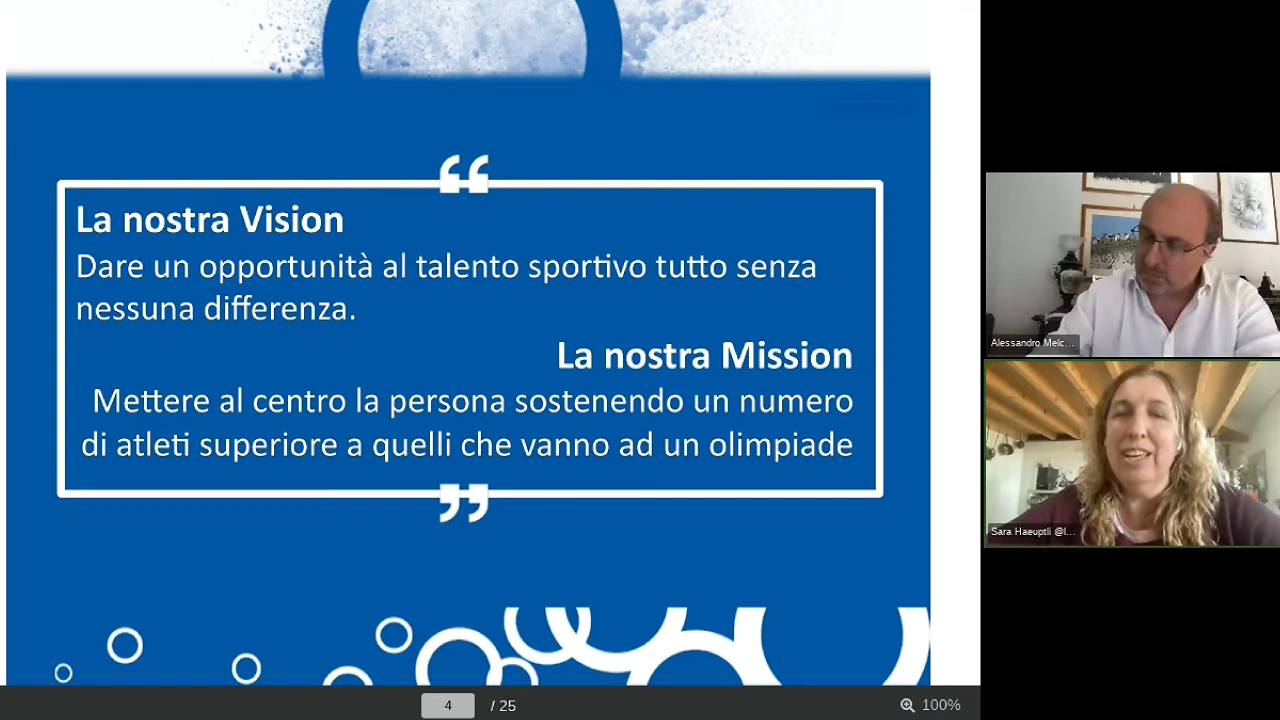 “
La nostra Vision
Dare un opportunità al talento sportivo tutto senza
nessuna differenza.
La nostra Mission
Mettere al centro la persona sostenendo un numero
di atleti superiore a quelli che vanno ad un olimpiade
”
4 / 25
100%
Alessandro Melc...
Sara Haeuptli @l...